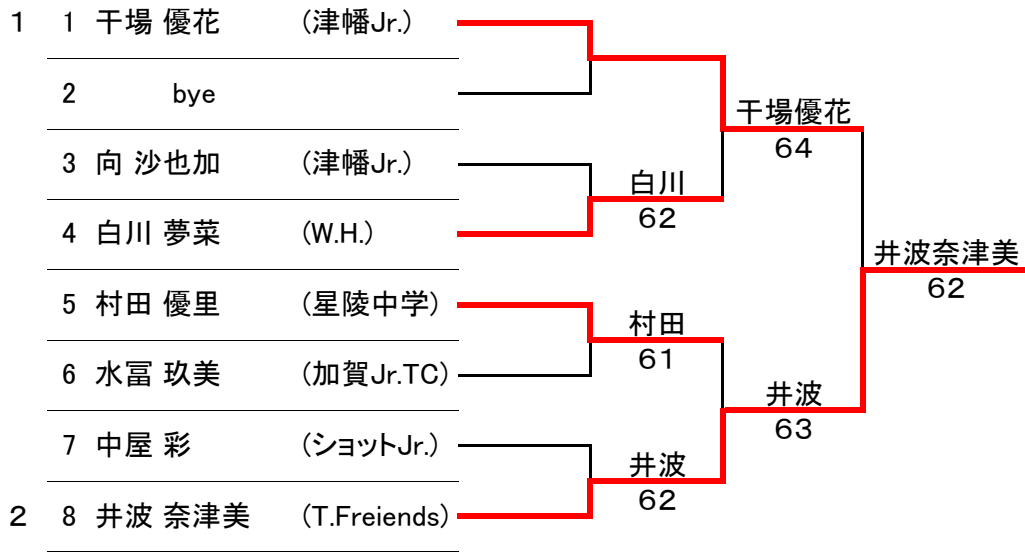 1 1 干場 優花 (津幡Jr.)
2 bye
干場優花
64
3 向 沙也加 (津幡Jr.)
白川
62
4 白川 夢菜 (W.H.)
井波奈津美
62
5 村田 優里 (星陵中学)
村田
61
6 水冨 玖美 (加賀Jr.TC)
井波
63
7 中屋 彩 (ショットJr.)
井波
62
2 8 井波 奈津美 (T.Freiends)